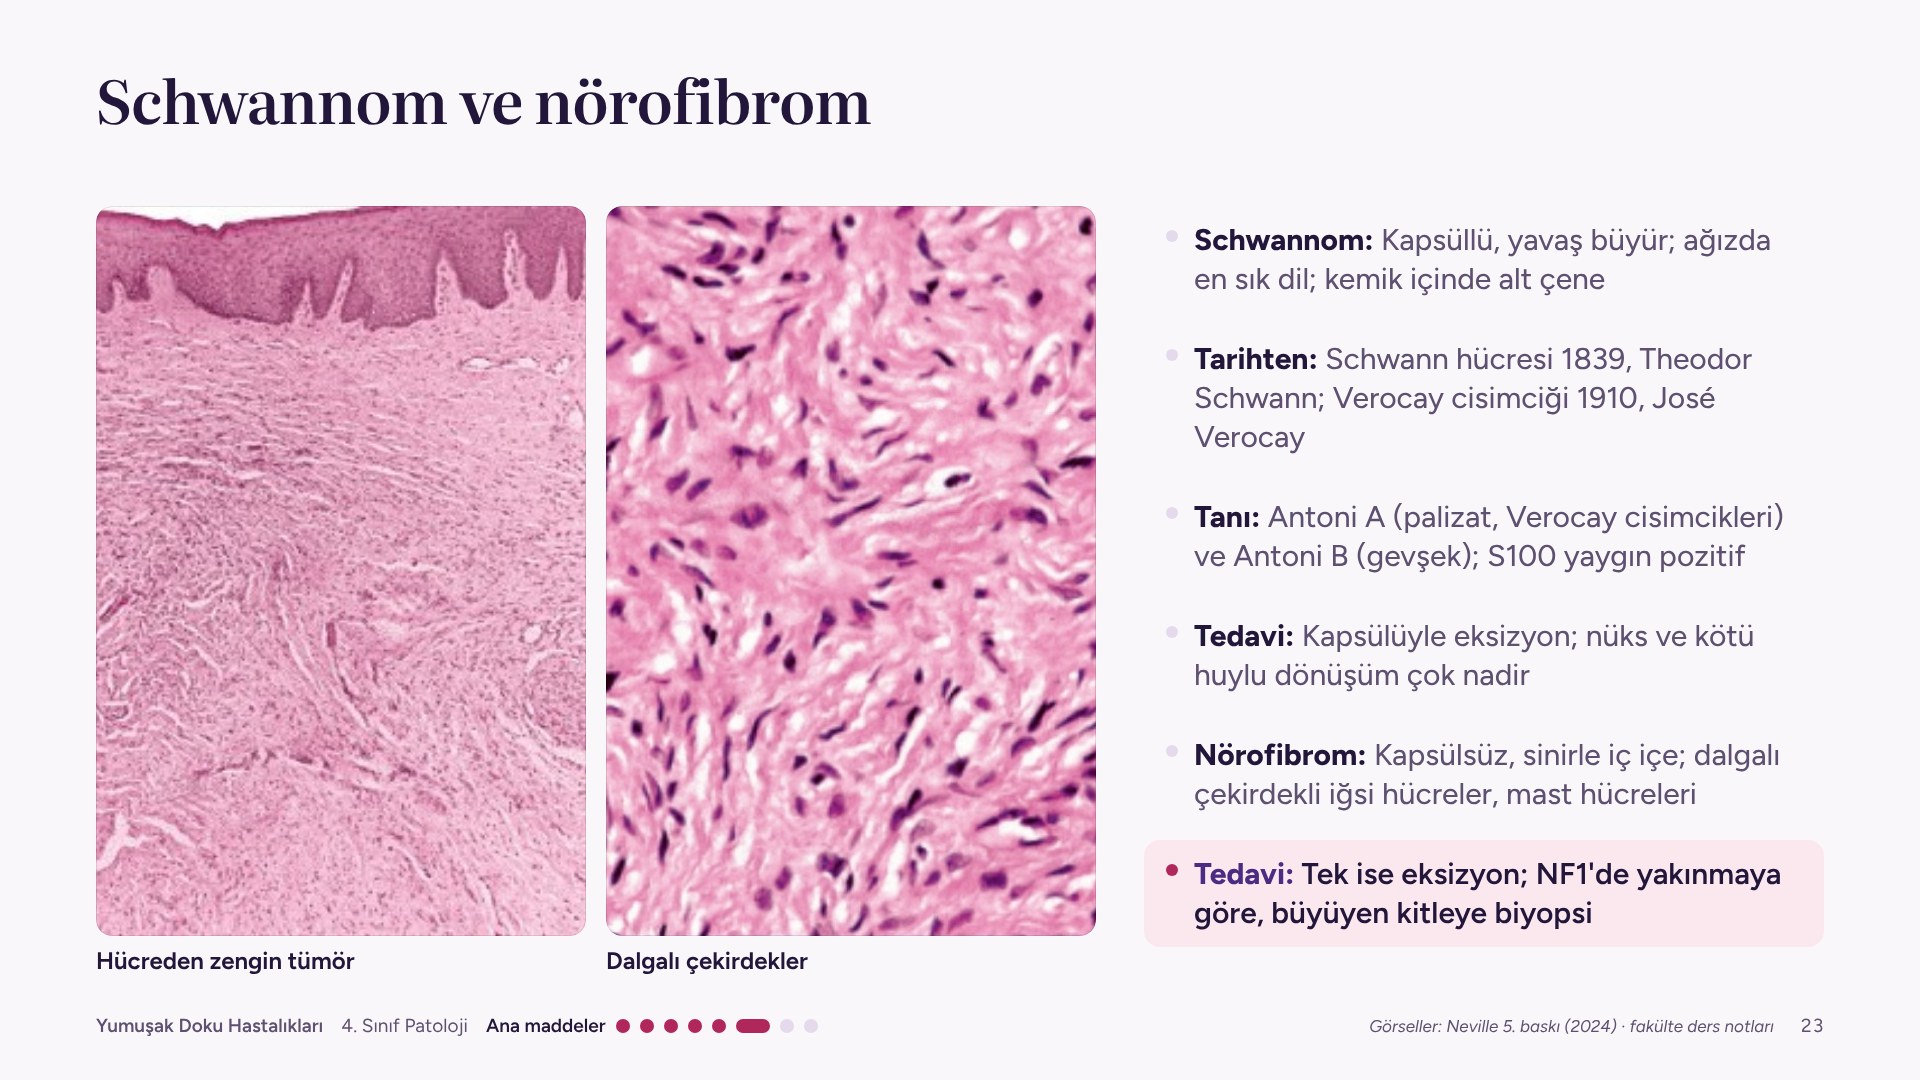 Schwannom ve nörofibrom
Hücreden zengin tümör
Dalgalı çekirdekler
Schwannom: Kapsüllü, yavaş büyür; ağızda
en sık dil; kemik içinde alt çene
Tarihten: Schwann hücresi 1839, Theodor
Schwann; Verocay cisimciği 1910, José
Verocay
Tanı: Antoni A (palizat, Verocay cisimcikleri)
ve Antoni B (gevşek); S100 yaygın pozitif
Tedavi: Kapsülüyle eksizyon; nüks ve kötü
huylu dönüşüm çok nadir
Nörofibrom: Kapsülsüz, sinirle iç içe; dalgalı
çekirdekli iğsi hücreler, mast hücreleri
Tedavi: Tek ise eksizyon; NF1'de yakınmaya
göre, büyüyen kitleye biyopsi
Yumuşak Doku Hastalıkları 4. Sınıf Patoloji Ana maddeler
Görseller: Neville 5. baskı (2024) · fakülte ders notları 23